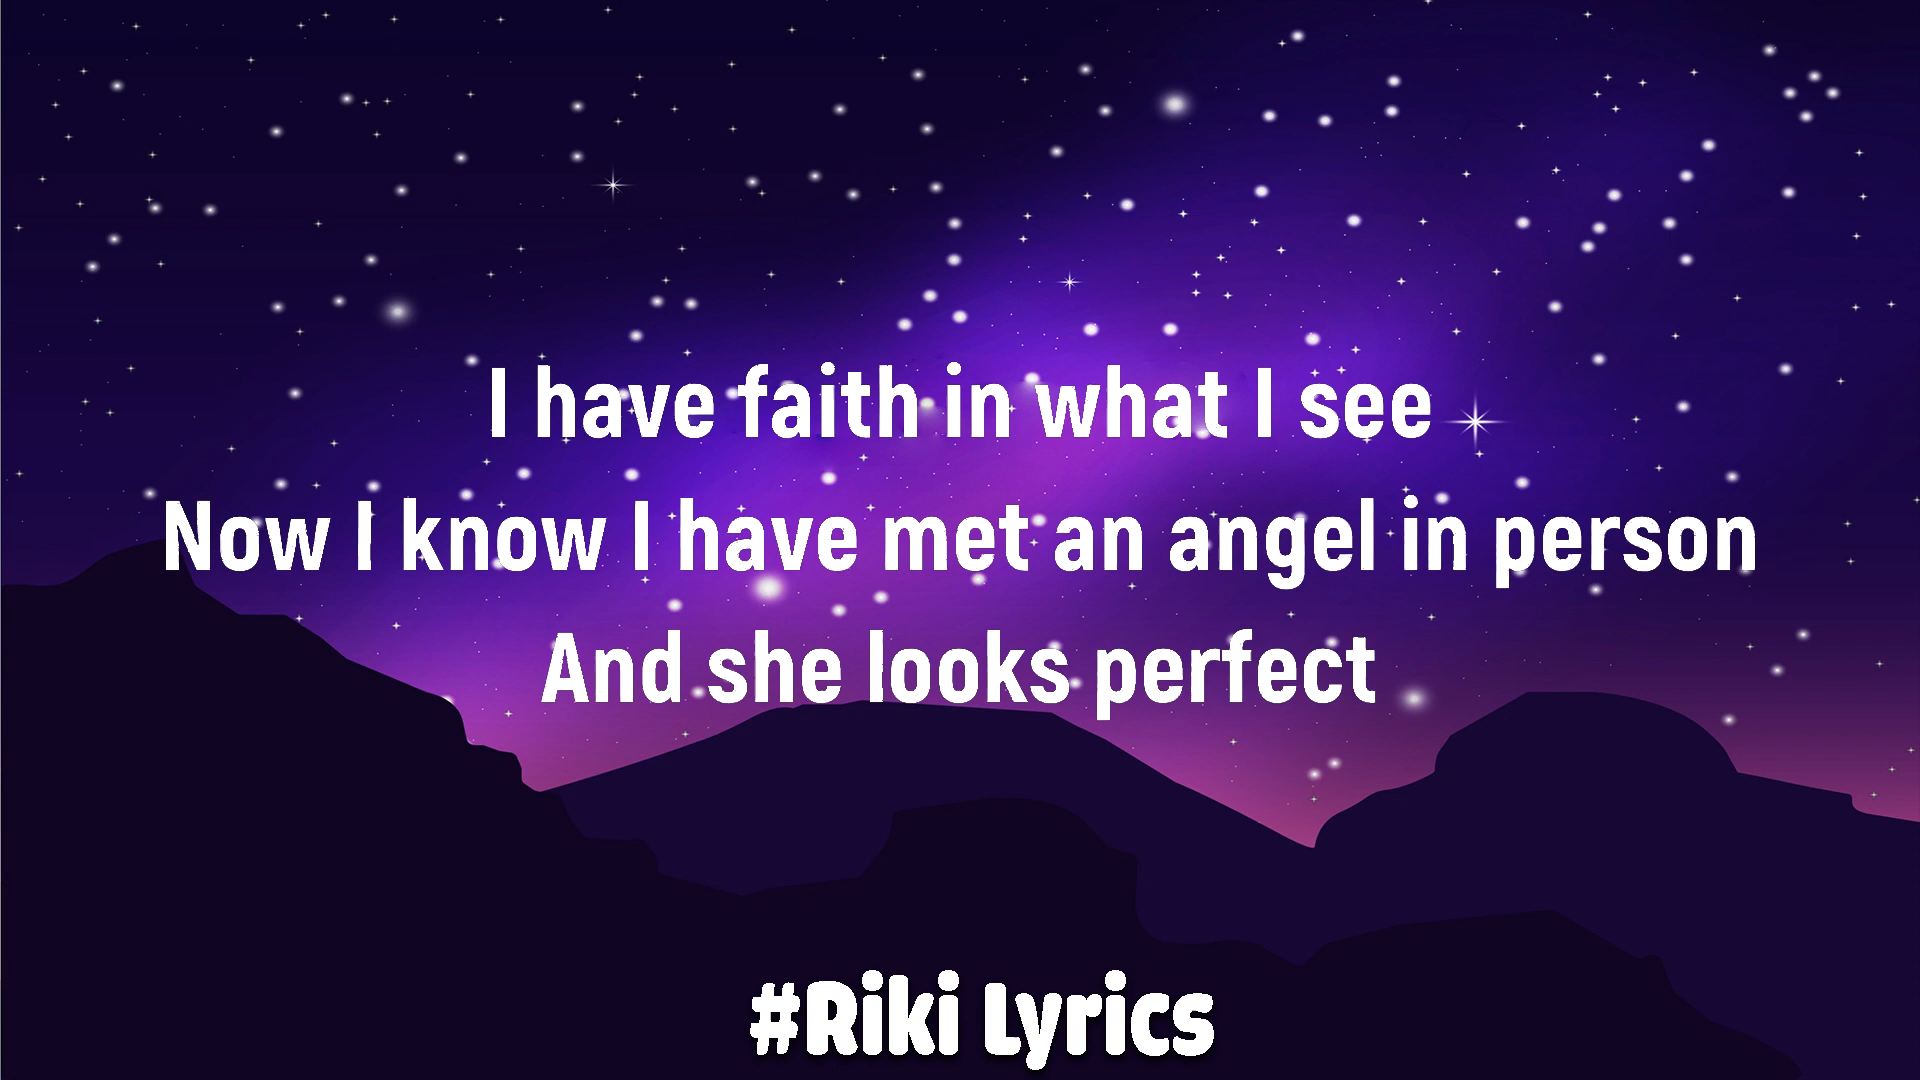 I have faith in what I see
Now I know I have met an angel in person
And she looks perfect
#Riki Lyrics